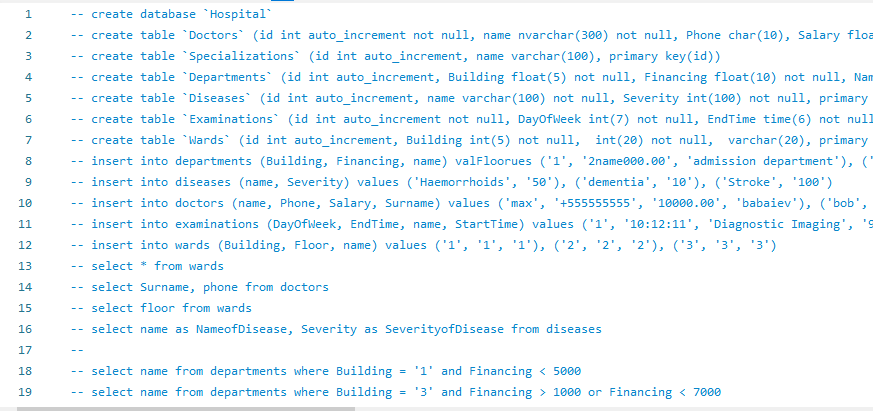 1 -- create database `Hospital`
2 -- create table `Doctors` (id int auto_increment not null, name nvarchar(300) not null, Phone char(10), Salary floa
3 -- create table `Specializations` (id int auto_increment, name varchar(100), primary key(id))
4 -- create table `Departments` (id int auto_increment, Building float(5) not null, Financing float(10) not null, Nam
5 -- create table `Diseases` (id int auto_increment, name varchar(100) not null, Severity int(100) not null, primary
6 -- create table `Examinations` (id int auto_increment not null, DayOfWeek int(7) not null, EndTime time(6) not null
7 -- create table `Wards` (id int auto_increment, Building int(5) not null,  int(20) not null,  varchar(20), primary
8 -- insert into departments (Building, Financing, name) valFloorues ('1', '2name000.00', 'admission department'), ('
9 -- insert into diseases (name, Severity) values ('Haemorrhoids', '50'), ('dementia', '10'), ('Stroke', '100')
10 -- insert into doctors (name, Phone, Salary, Surname) values ('max', '+555555555', '10000.00', 'babaiev'), ('bob',
11 -- insert into examinations (DayOfWeek, EndTime, name, StartTime) values ('1', '10:12:11', 'Diagnostic Imaging', '9
12 -- insert into wards (Building, Floor, name) values ('1', '1', '1'), ('2', '2', '2'), ('3', '3', '3')
13 -- select * from wards
14 -- select Surname, phone from doctors
15 -- select floor from wards
16 -- select name as NameofDisease, Severity as SeverityofDisease from diseases
17 --
18 -- select name from departments where Building = '1' and Financing < 5000
19 -- select name from departments where Building = '3' and Financing > 1000 or Financing < 7000